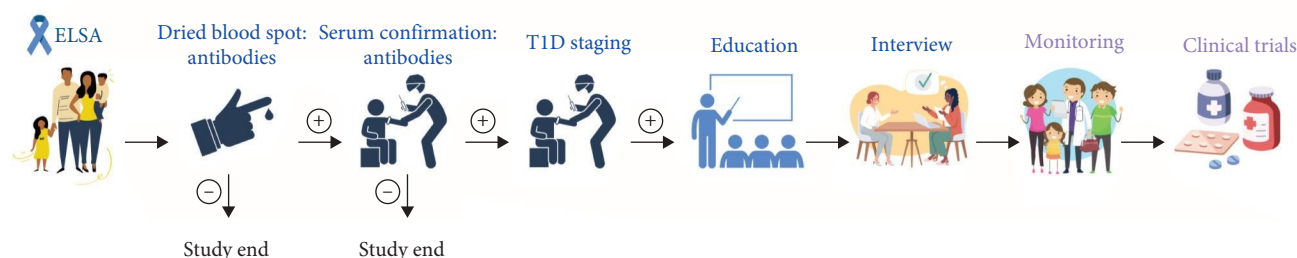 ELSA
Dried blood spot:
antibodies
Serum confirmation:
antibodies
T1D staging
Education
Interview
Monitoring
Clinical trials
+
+
+
−
−
Study end
Study end